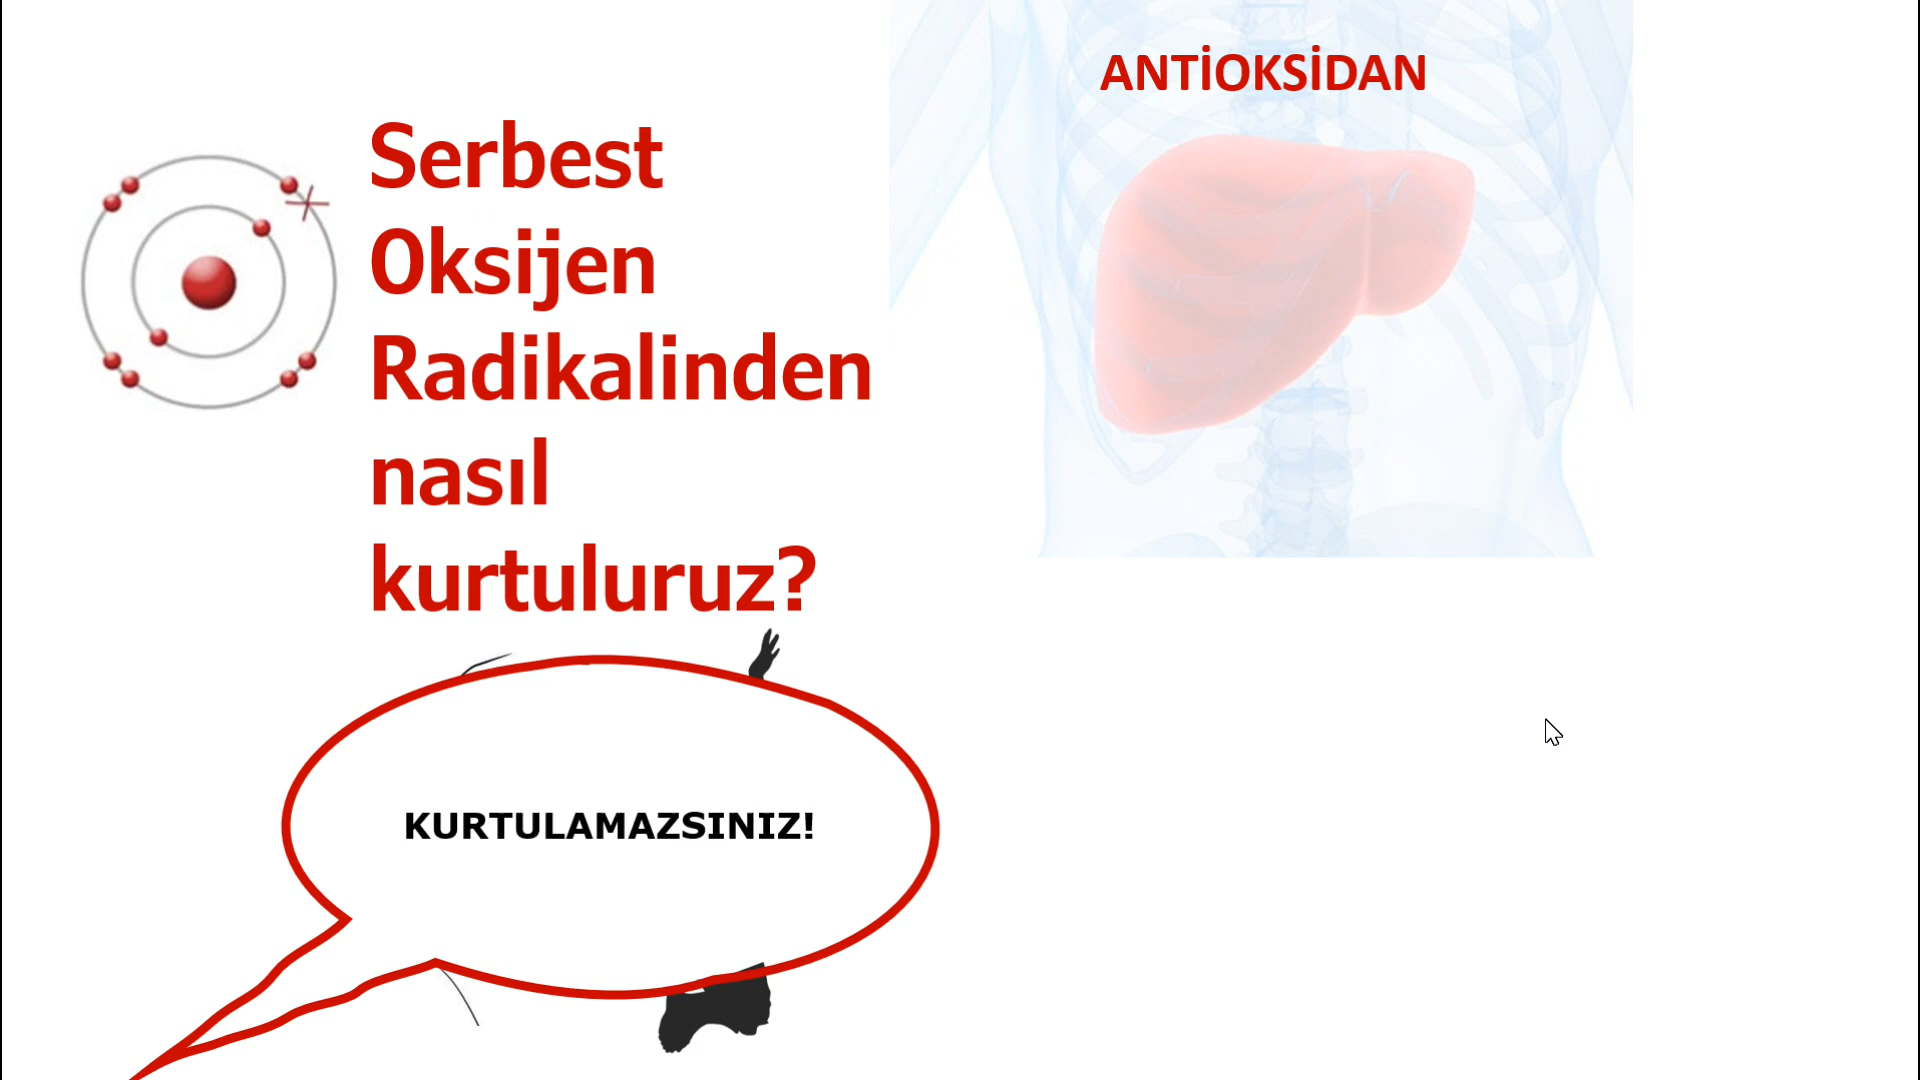 Serbest
Oksijen
Radikalinden
nasıl
kurtuluruz?
ANTİOKSİDAN
KURTULAMAZSINIZ!